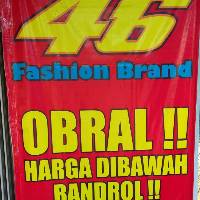 46
Fashion Brand
OBRAL !!
HARGA DIBAWAH
BANDROL !!